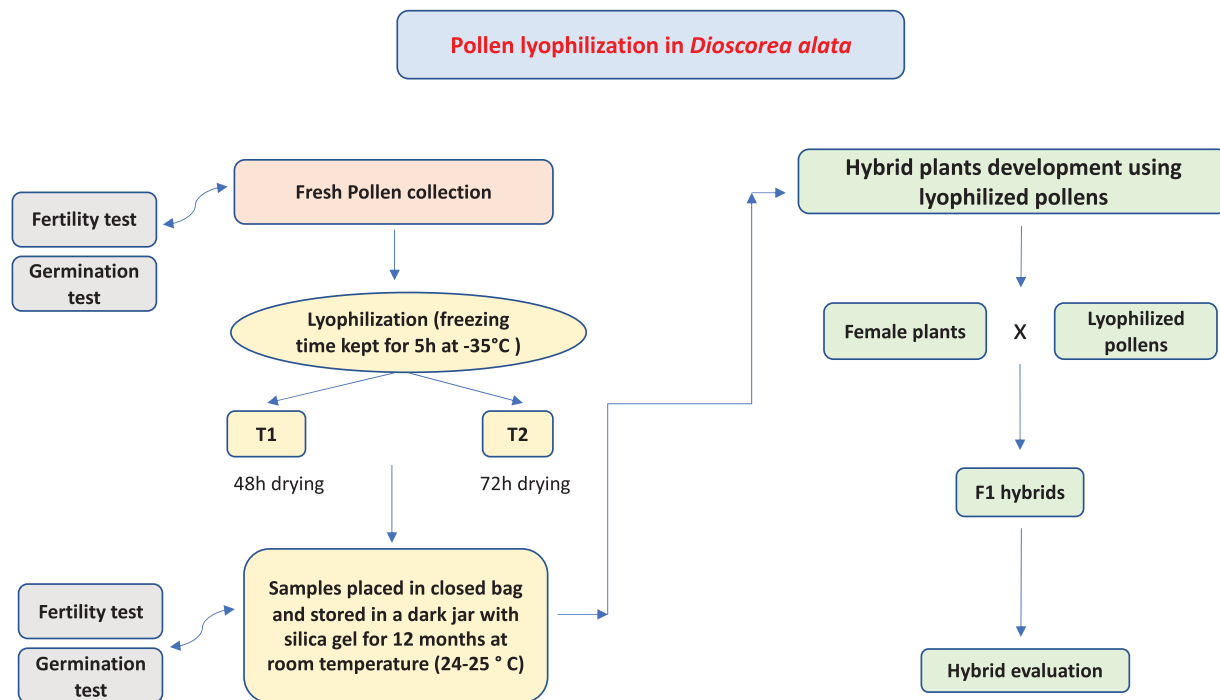 Pollen lyophilization in Dioscorea alata
Fresh Pollen collection
Fertility test
Germination
test
Lyophilization (freezing
time kept for 5h at -35°C )
T1
T2
48h drying
72h drying
Samples placed in closed bag
and stored in a dark jar with
silica gel for 12 months at
room temperature (24-25 ° C)
Fertility test
Germination
test
Hybrid plants development using
lyophilized pollens
Female plants
X
Lyophilized
pollens
F1 hybrids
Hybrid evaluation